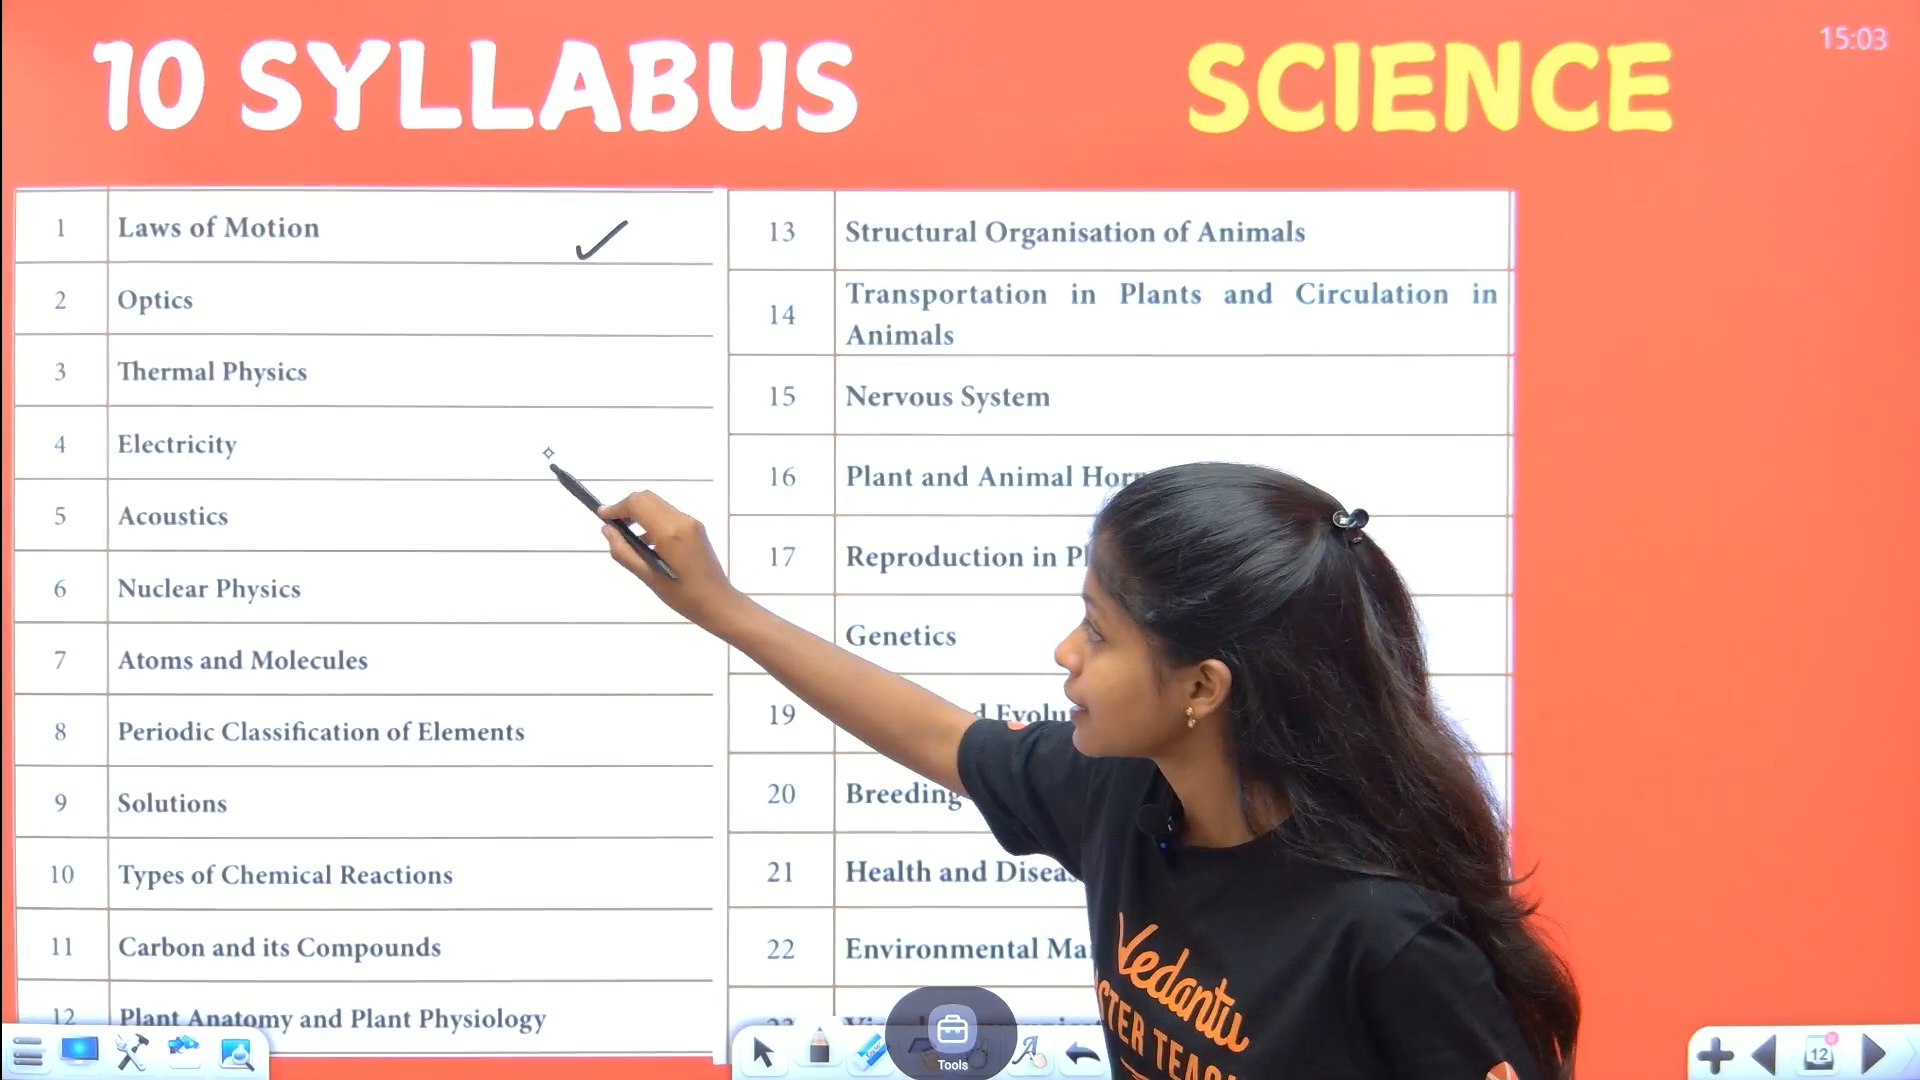 10 SYLLABUS
SCIENCE
15:03
1 Laws of Motion
2 Optics
3 Thermal Physics
4 Electricity
5 Acoustics
6 Nuclear Physics
7 Atoms and Molecules
8 Periodic Classification of Elements
9 Solutions
10 Types of Chemical Reactions
11 Carbon and its Compounds
12 Plant Anatomy and Plant Physiology
13 Structural Organisation of Animals
14 Transportation in Plants and Circulation in
Animals
15 Nervous System
16 Plant and Animal
17 Reproduction in
Genetics
19
20 Breeding
21 Health and
22 Environmental
Vedantu
Tools
12